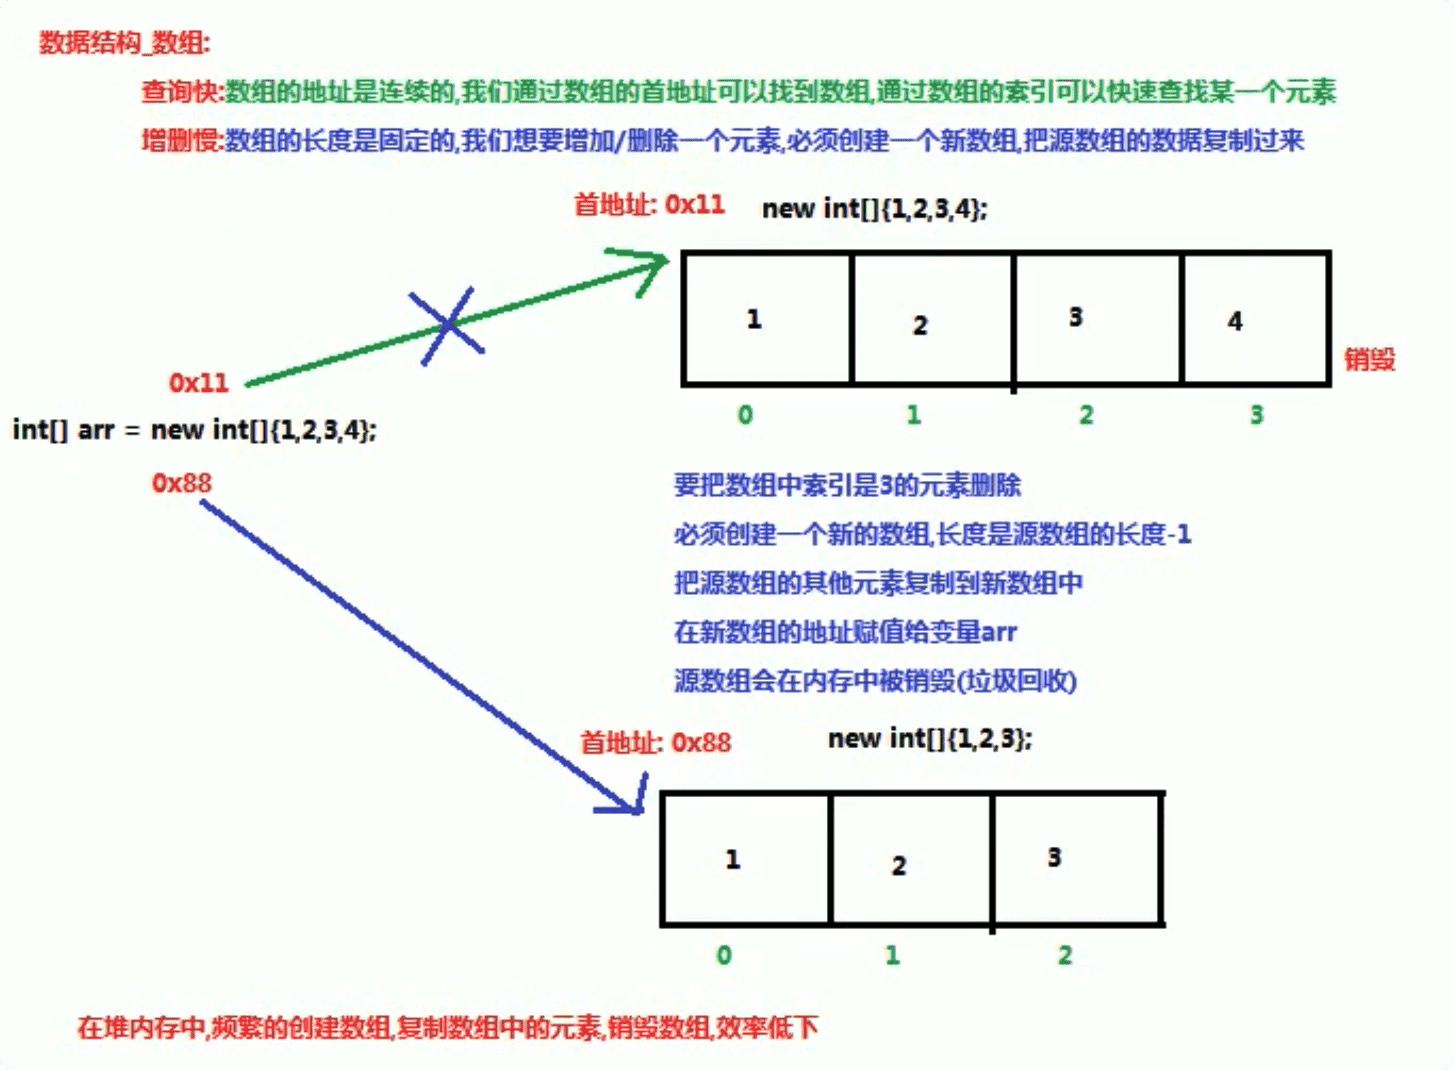 数据结构_数组:
查询快:数组的地址是连续的,我们通过数组的首地址可以找到数组,通过数组的索引可以快速查找某一个元素
增删慢:数组的长度是固定的,我们想要增加/删除一个元素,必须创建一个新数组,把源数组的数据复制过来
首地址: 0x11 new int[]{1,2,3,4};
1 2 3 4
销毁
0x11
0 1 2 3
int[] arr = new int[]{1,2,3,4};
0x88
要把数组中索引是3的元素删除
必须创建一个新的数组,长度是源数组的长度-1
把源数组的其他元素复制到新数组中
在新数组的地址赋值给变量arr
源数组会在内存中被销毁(垃圾回收)
首地址: 0x88 new int[]{1,2,3};
1 2 3
0 1 2
在堆内存中,频繁的创建数组,复制数组中的元素,销毁数组,效率低下